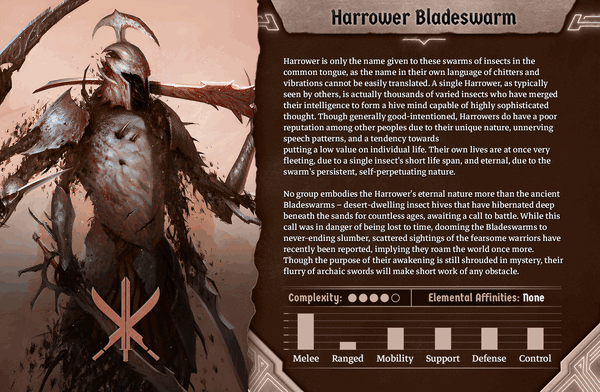 Harrower Bladeswarm
Harrower is only the name given to these swarms of insects in the
common tongue, as the name in their own language of chitters and
vibrations cannot be easily translated. A single Harrower, as typically
seen by others, is actually thousands of varied insects who have merged
their intelligence to form a hive mind capable of highly sophisticated
thought. Though generally good-intentioned, Harrowers do have a poor
reputation among other peoples due to their unique nature, unnerving
speech patterns, and a tendency towards
putting a low value on individual life. Their own lives are at once very
fleeting, due to a single insect's short life span, and eternal, due to the
swarm's persistent, self-perpetuating nature.
No group embodies the Harrower's eternal nature more than the ancient
Bladeswarms – desert-dwelling insect hives that have hibernated deep
beneath the sands for countless ages, awaiting a call to battle. While this
call was in danger of being lost to time, dooming the Bladeswarms to
never-ending slumber, scattered sightings of the fearsome warriors have
recently been reported, implying they roam the world once more.
Though the purpose of their awakening is still shrouded in mystery, their
flurry of archaic swords will make short work of any obstacle.
Complexity: Elemental Affinities: None
Melee Ranged Mobility Support Defense Control